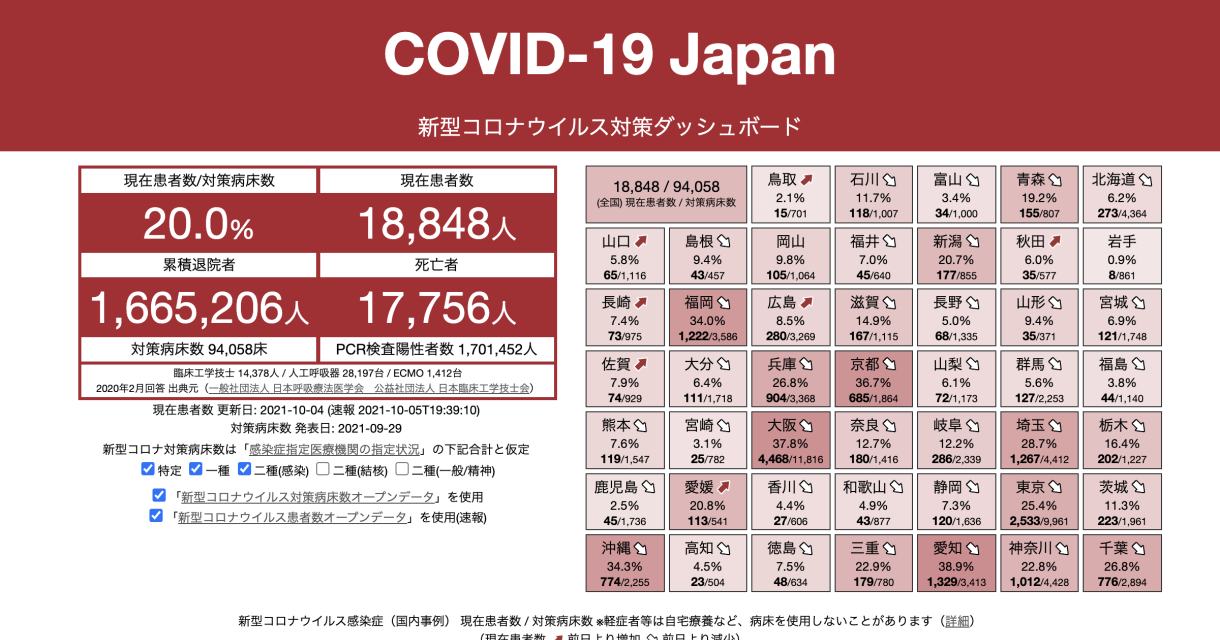 COVID-19 Japan
新型コロナウイルス対策ダッシュボード
現在患者数/対策病床数
現在患者数
20.0%
18,848人
累積退院者
死亡者
1,665,206人
17,756人
対策病床数 94,058床
PCR検査陽性者数 1,701,452人
臨床工学技士 14,378人 / 人工呼吸器 28,197台 / ECMO 1,412台
2020年2月回答 出典元（一般社団法人 日本呼吸療法医学会　公益社団法人 日本臨床工学技士会）
現在患者数 更新日: 2021-10-04 (速報 2021-10-05T19:39:10)
対策病床数 発表日: 2021-09-29
新型コロナ対策病床数は「感染症指定医療機関の指定状況」の下記合計と仮定
特定 一種 二種(感染) 二種(結核) 二種(一般/精神)
「新型コロナウイルス対策病床数オープンデータ」を使用
「新型コロナウイルス患者数オープンデータ」を使用(速報)
18,848 / 94,058
(全国) 現在患者数 / 対策病床数
鳥取
2.1%
15/701
石川
11.7%
118/1,007
富山
3.4%
34/1,000
青森
19.2%
155/807
北海道
6.2%
273/4,364
山口
5.8%
65/1,116
島根
9.4%
43/457
岡山
9.8%
105/1,064
福井
7.0%
45/640
新潟
20.7%
177/855
秋田
6.0%
35/577
岩手
0.9%
8/861
長崎
7.4%
73/975
福岡
34.0%
1,222/3,586
広島
8.5%
280/3,269
滋賀
14.9%
167/1,115
長野
5.0%
68/1,335
山形
9.4%
35/371
宮城
6.9%
121/1,748
佐賀
7.9%
74/929
大分
6.4%
111/1,718
兵庫
26.8%
904/3,368
京都
36.7%
685/1,864
山梨
6.1%
72/1,173
群馬
5.6%
127/2,253
福島
3.8%
44/1,140
熊本
7.6%
119/1,547
宮崎
3.1%
25/782
大阪
37.8%
4,468/11,816
奈良
12.7%
180/1,416
岐阜
12.2%
286/2,339
埼玉
28.7%
1,267/4,412
栃木
16.4%
202/1,227
鹿児島
2.5%
45/1,736
愛媛
20.8%
113/541
香川
4.4%
27/606
和歌山
4.9%
43/877
静岡
7.3%
120/1,636
東京
25.4%
2,533/9,961
茨城
11.3%
223/1,961
沖縄
34.3%
774/2,255
高知
4.5%
23/504
徳島
7.5%
48/634
三重
22.9%
179/780
愛知
38.9%
1,329/3,413
神奈川
22.8%
1,012/4,428
千葉
26.8%
776/2,894
新型コロナウイルス感染症（国内事例） 現在患者数 / 対策病床数 ※軽症者等は自宅療養など、病床を使用しないことがあります（詳細）
（現在患者数 前日より増加 前日より減少）